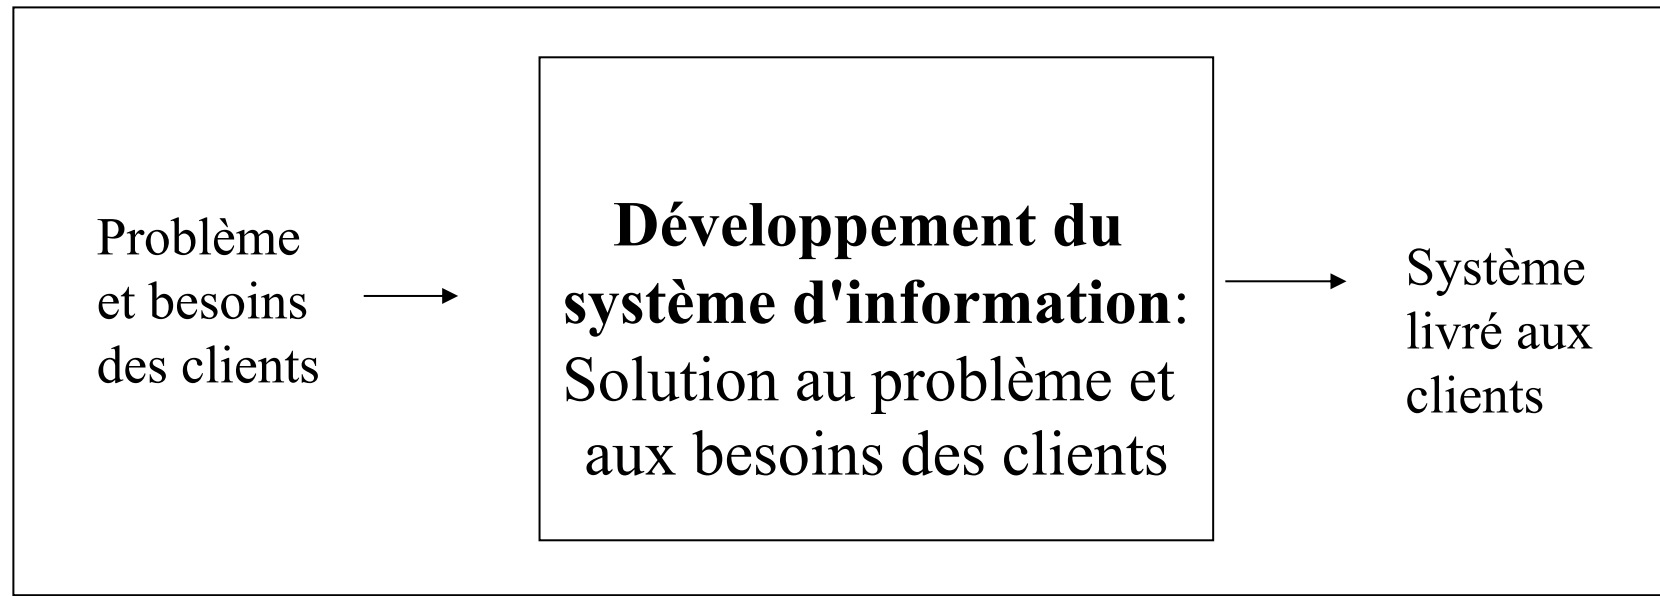 Problème
et besoins
des clients
Développement du
système d'information:
Solution au problème et
aux besoins des clients
Système
livré aux
clients